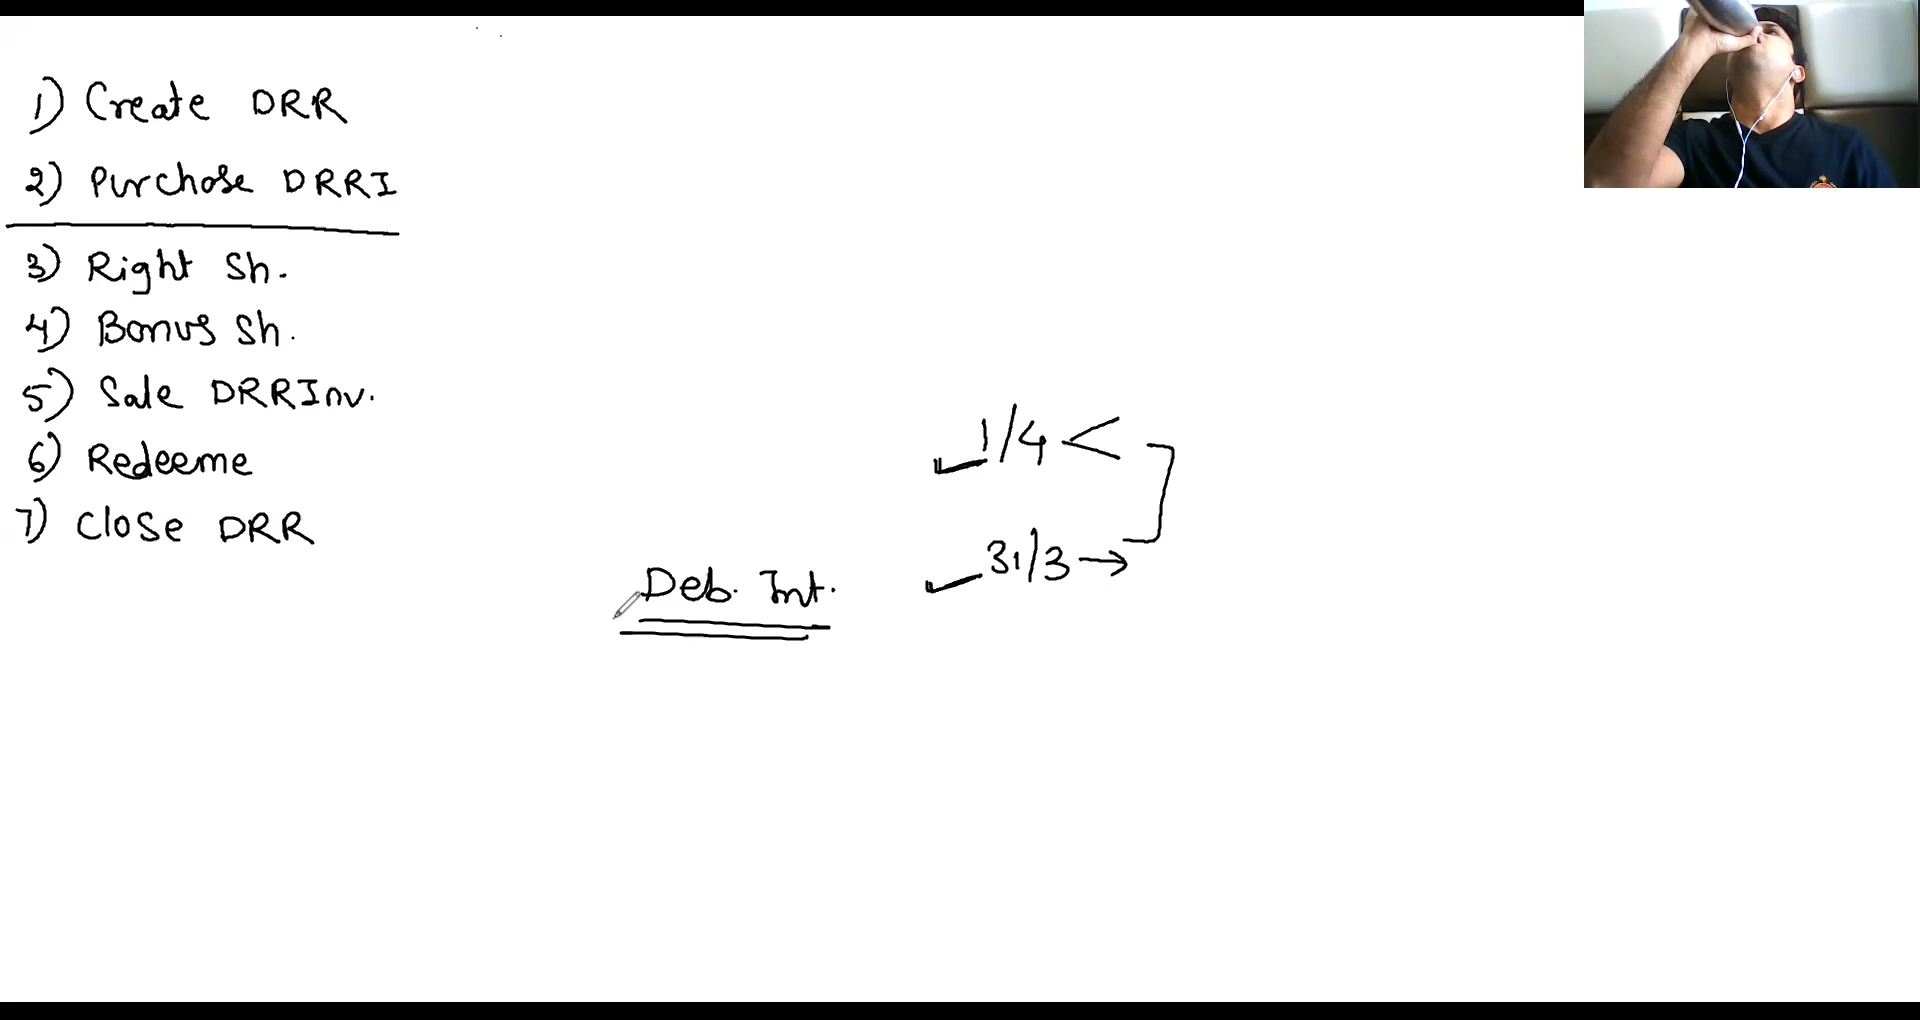 1) Create DRR
2) Purchase DRRI
3) Right Sh.
4) Bonus Sh.
5) Sale DRRInv.
6) Redeeme
7) Close DRR
1/4 <
31/3 →
Deb. Int.